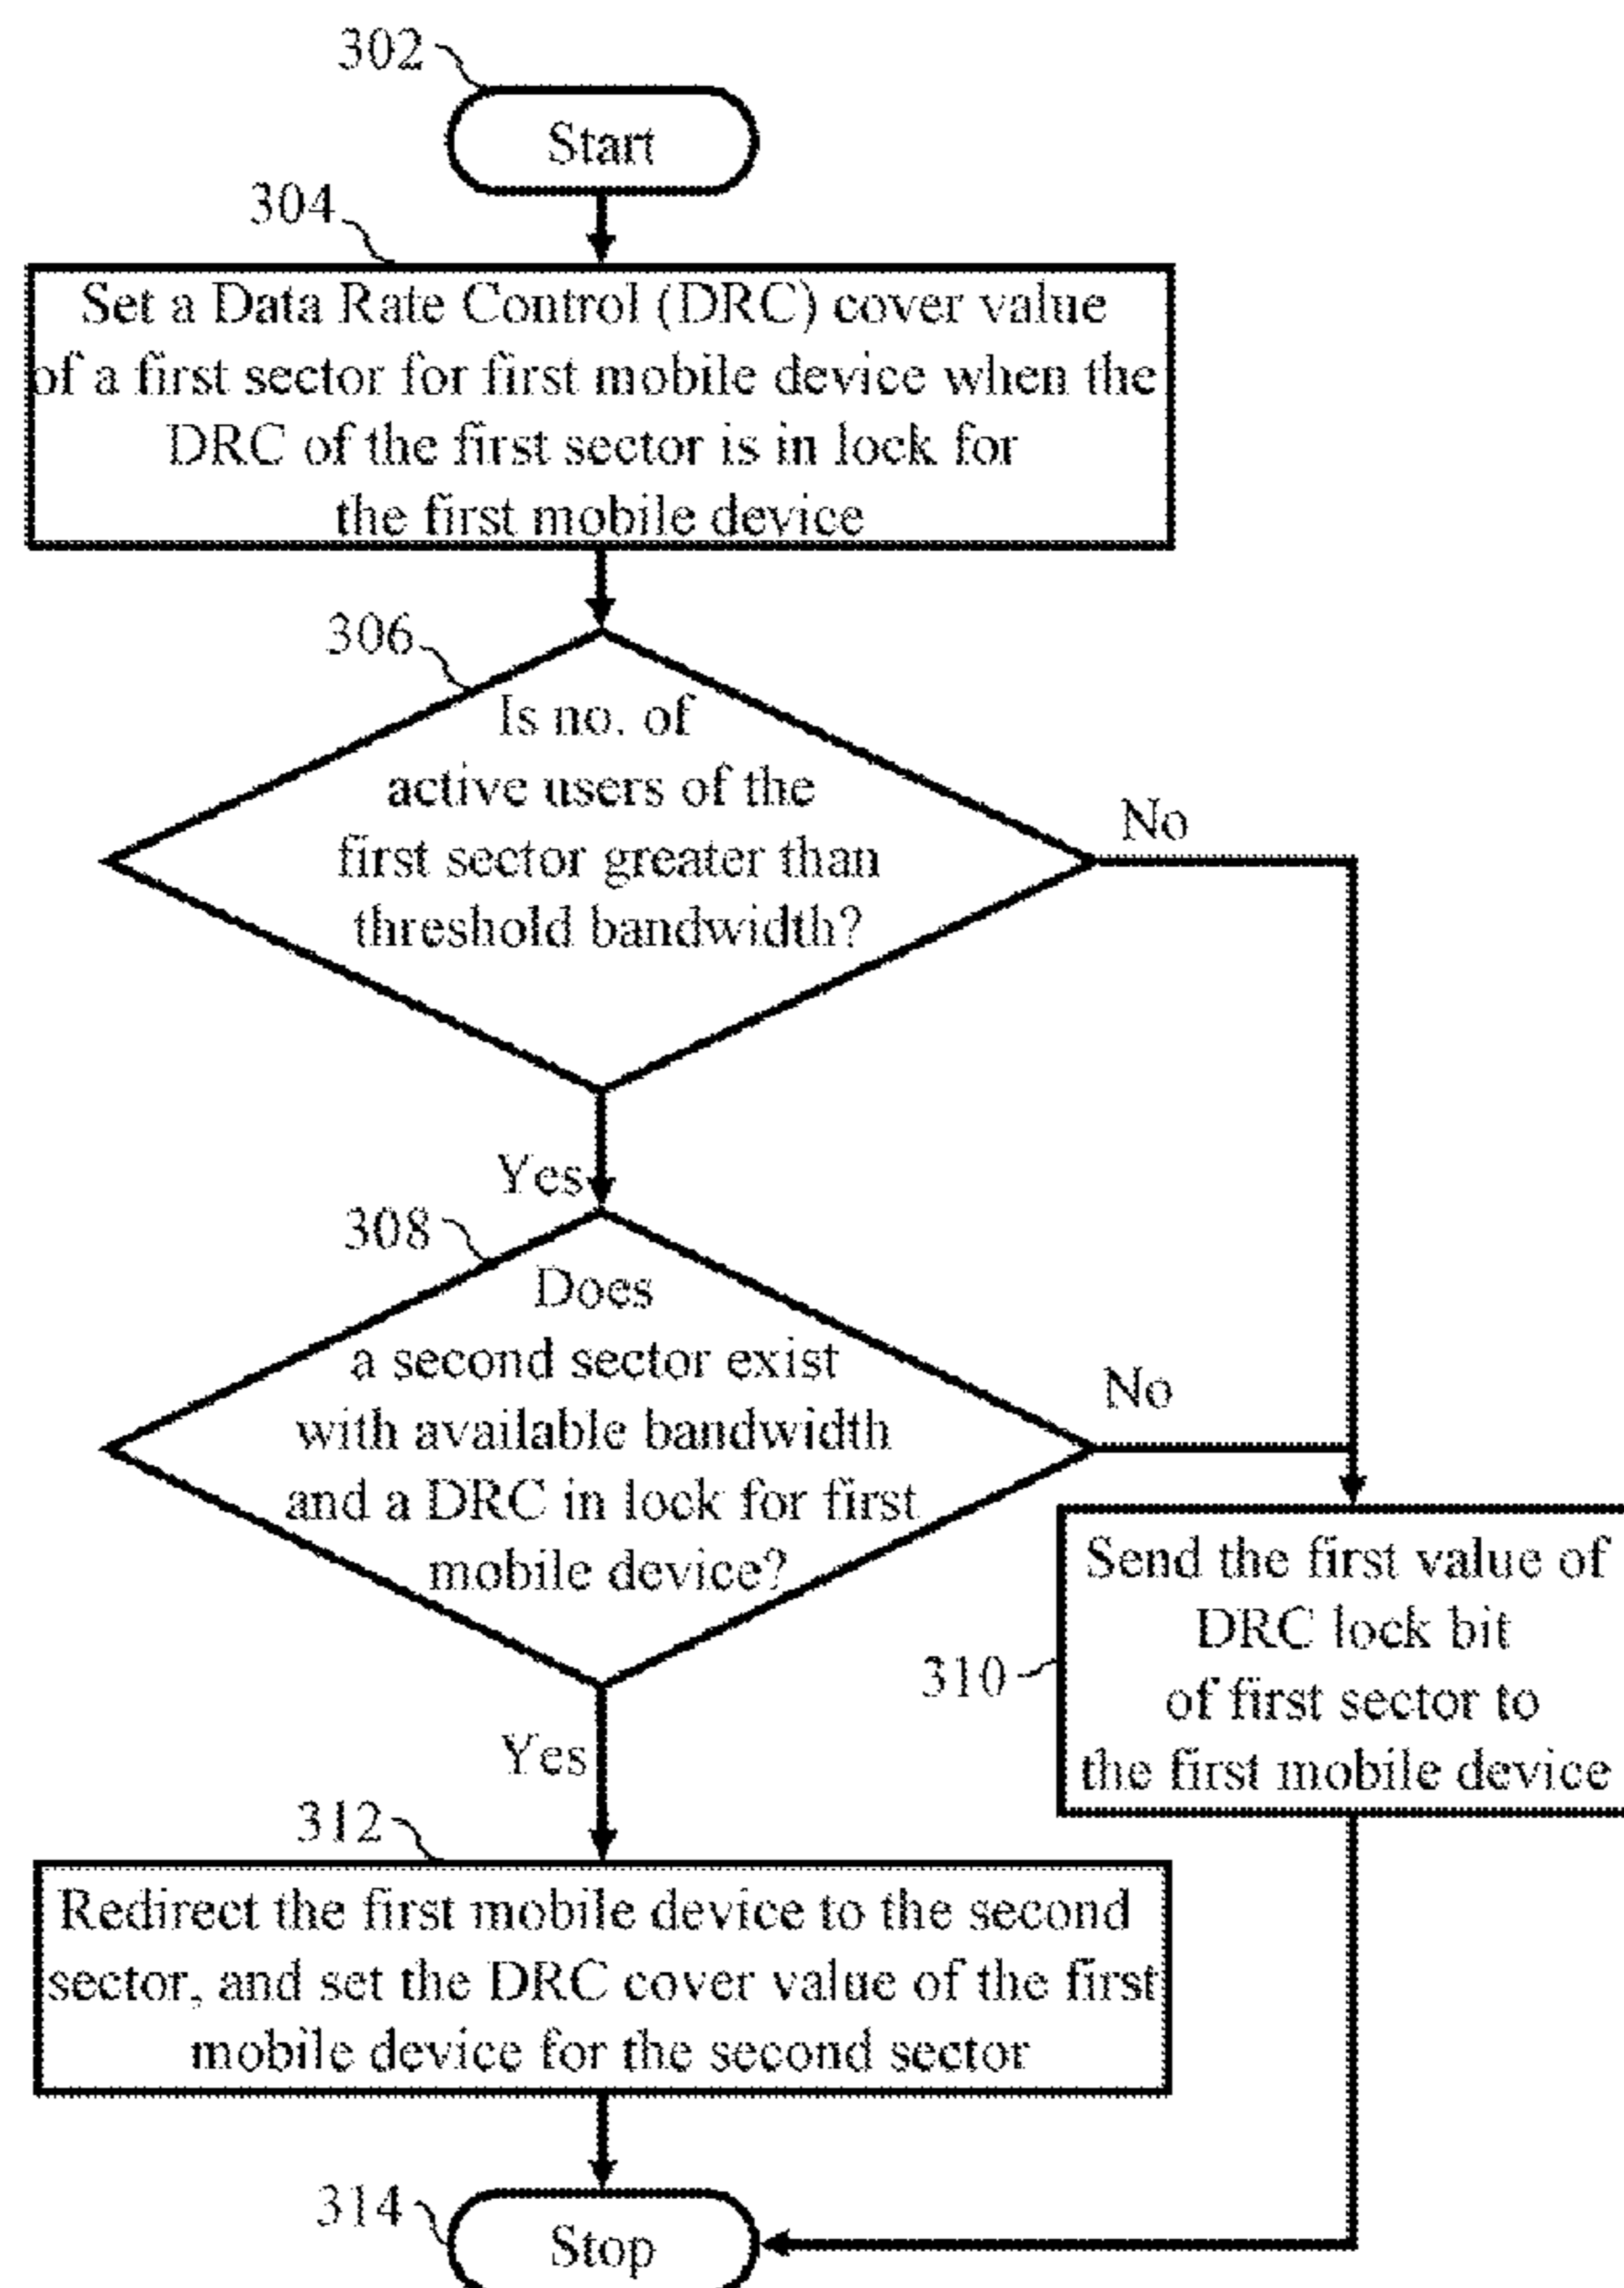 302
Start
304
Set a Data Rate Control (DRC) cover value
of a first sector for first mobile device when the
DRC of the first sector is in lock for
the first mobile device
306
Is no. of
active users of the
first sector greater than
threshold bandwidth?
No
Yes
308
Does
a second sector exist
with available bandwidth
and a DRC in lock for first
mobile device?
No
Send the first value of
DRC lock bit
of first sector to
the first mobile device
310
Yes
312
Redirect the first mobile device to the second
sector, and set the DRC cover value of the first
mobile device for the second sector
314
Stop